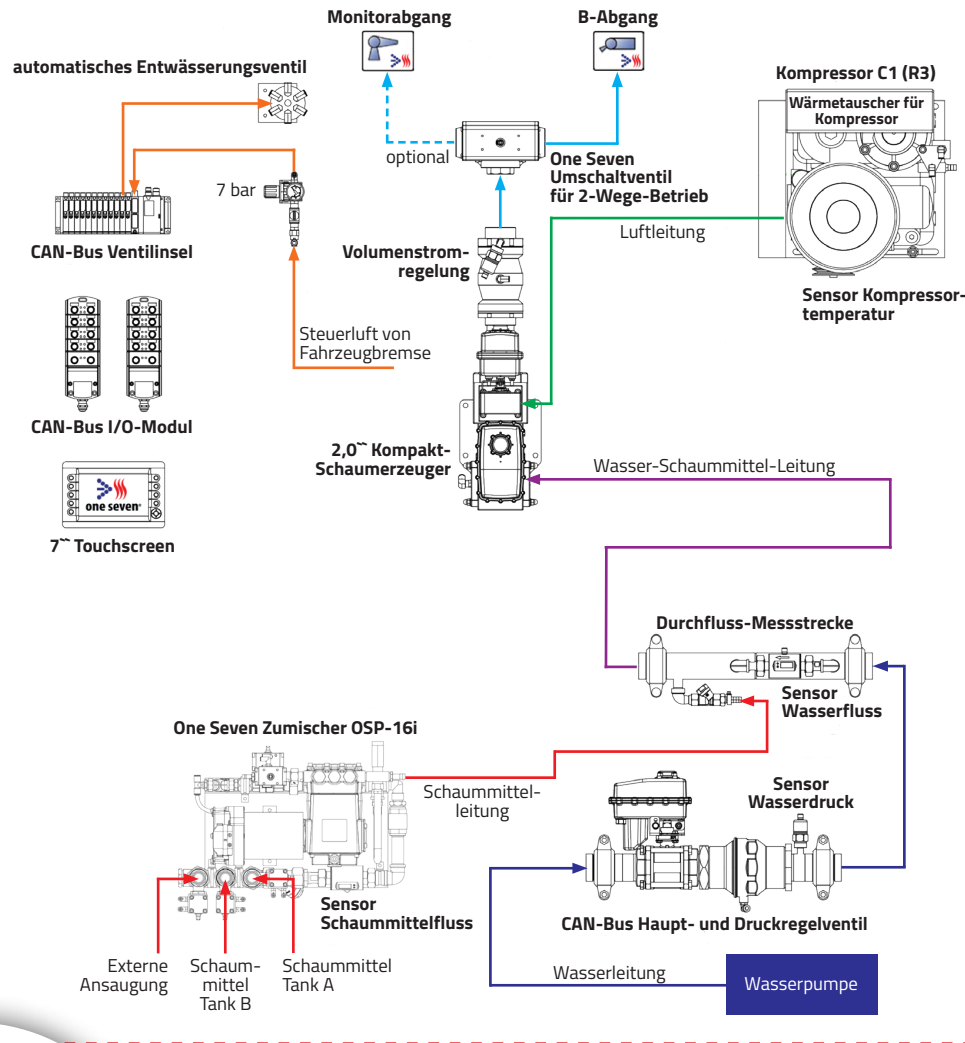 Monitorabgang
B-Abgang
automatisches Entwässerungsventil
Kompressor C1 (R3)
Wärmetauscher für
Kompressor
optional
One Seven
Umschaltventil
für 2-Wege-Betrieb
7 bar
Luftleitung
CAN-Bus Ventilinsel
Volumenstrom-
regelung
Sensor Kompressor-
temperatur
Steuerluft von
Fahrzeugbremse
CAN-Bus I/O-Modul
2,0˝ Kompakt-
Schaumerzeuger
Wasser-Schaummittel-Leitung
one seven®
7˝ Touchscreen
Durchfluss-Messstrecke
Sensor
Wasserfluss
One Seven Zumischer OSP-16i
Schaummittel-
leitung
Sensor
Wasserdruck
Sensor
Schaummittelfluss
CAN-Bus Haupt- und Druckregelventil
Externe
Ansaugung
Schaum-
mittel
Tank B
Schaummittel
Tank A
Wasserleitung
Wasserpumpe